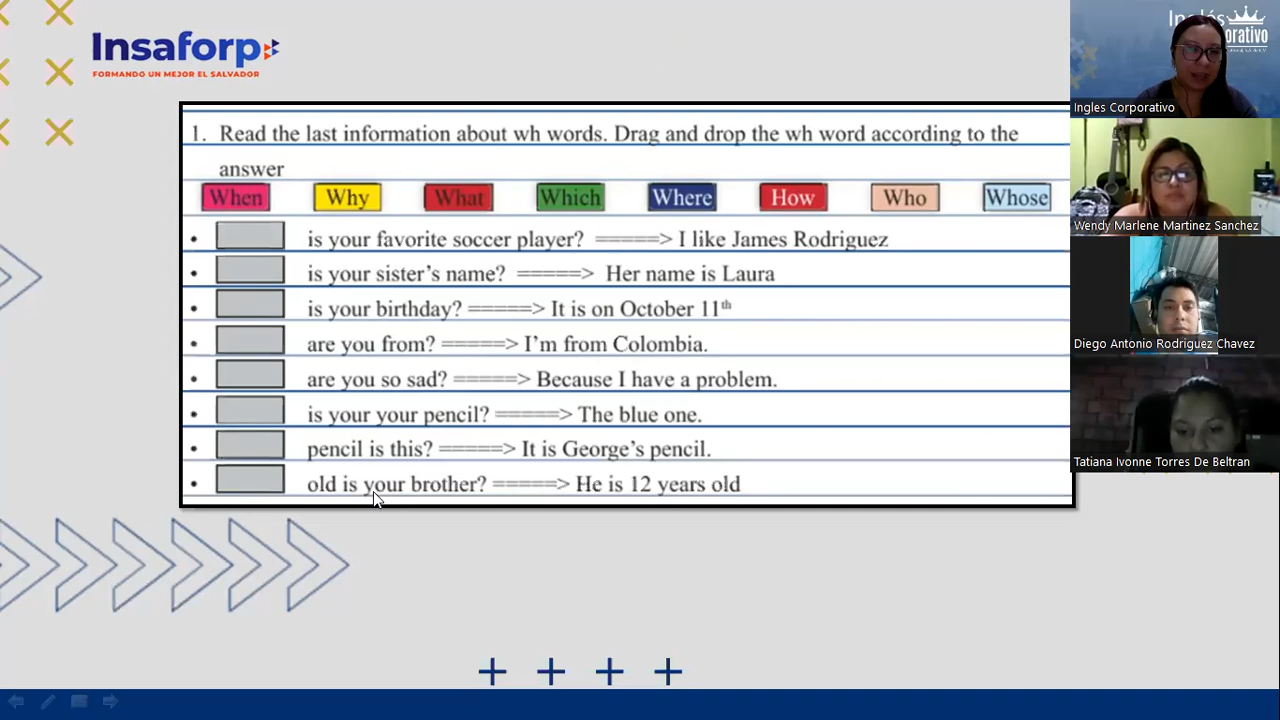 Insaforp
FORMANDO UN MEJOR EL SALVADOR
1. Read the last information about wh words. Drag and drop the wh word according to the
answer
When Why What Which Where How Who Whose
• is your favorite soccer player? =====> I like James Rodriguez
• is your sister's name? =====> Her name is Laura
• is your birthday? =====> It is on October 11th
• are you from? =====> I'm from Colombia.
• are you so sad? =====> Because I have a problem.
• is your your pencil? =====> The blue one.
• pencil is this? =====> It is George's pencil.
• old is your brother? =====> He is 12 years old
Ingles Corporativo
Wendy Marlene Martinez Sanchez
Diego Antonio Rodriguez Chavez
Tatiana Ivonne Torres De Beltran